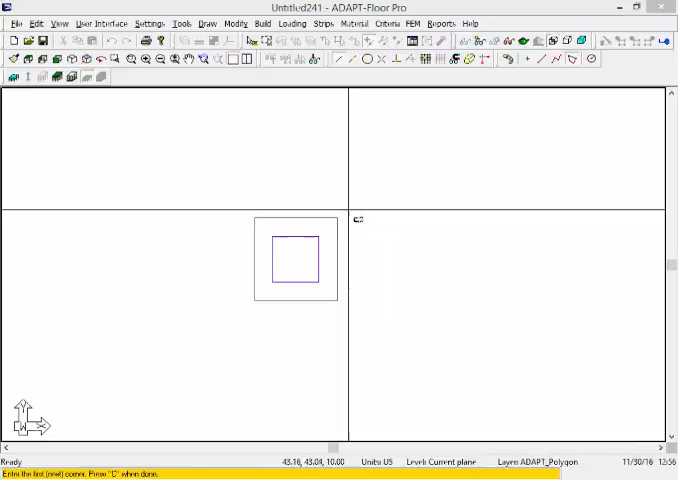 Untitled241 - ADAPT-Floor Pro
File Edit View User Interface Settings Tools Draw Modify Build Loading Strips Material Criteria FEM Reports Help
Y
W X
Ready 43.16, 43.08, 10.00 Units: US Level: Current plane Layer: ADAPT_Polygon 11/30/16 12:56
Enter the first (next) corner. Press "C" when done.